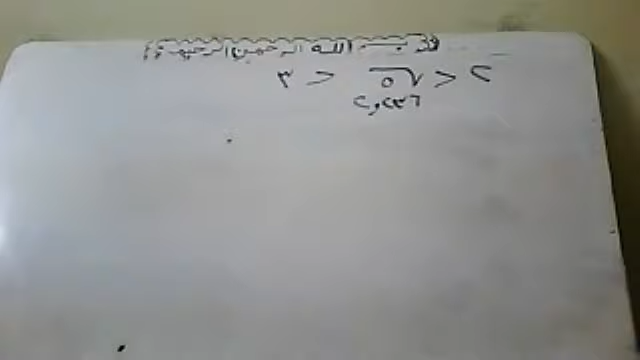 بسم الله الرحمن الرحيم
٢ < √٥ < ٣
٢,٢٣٦